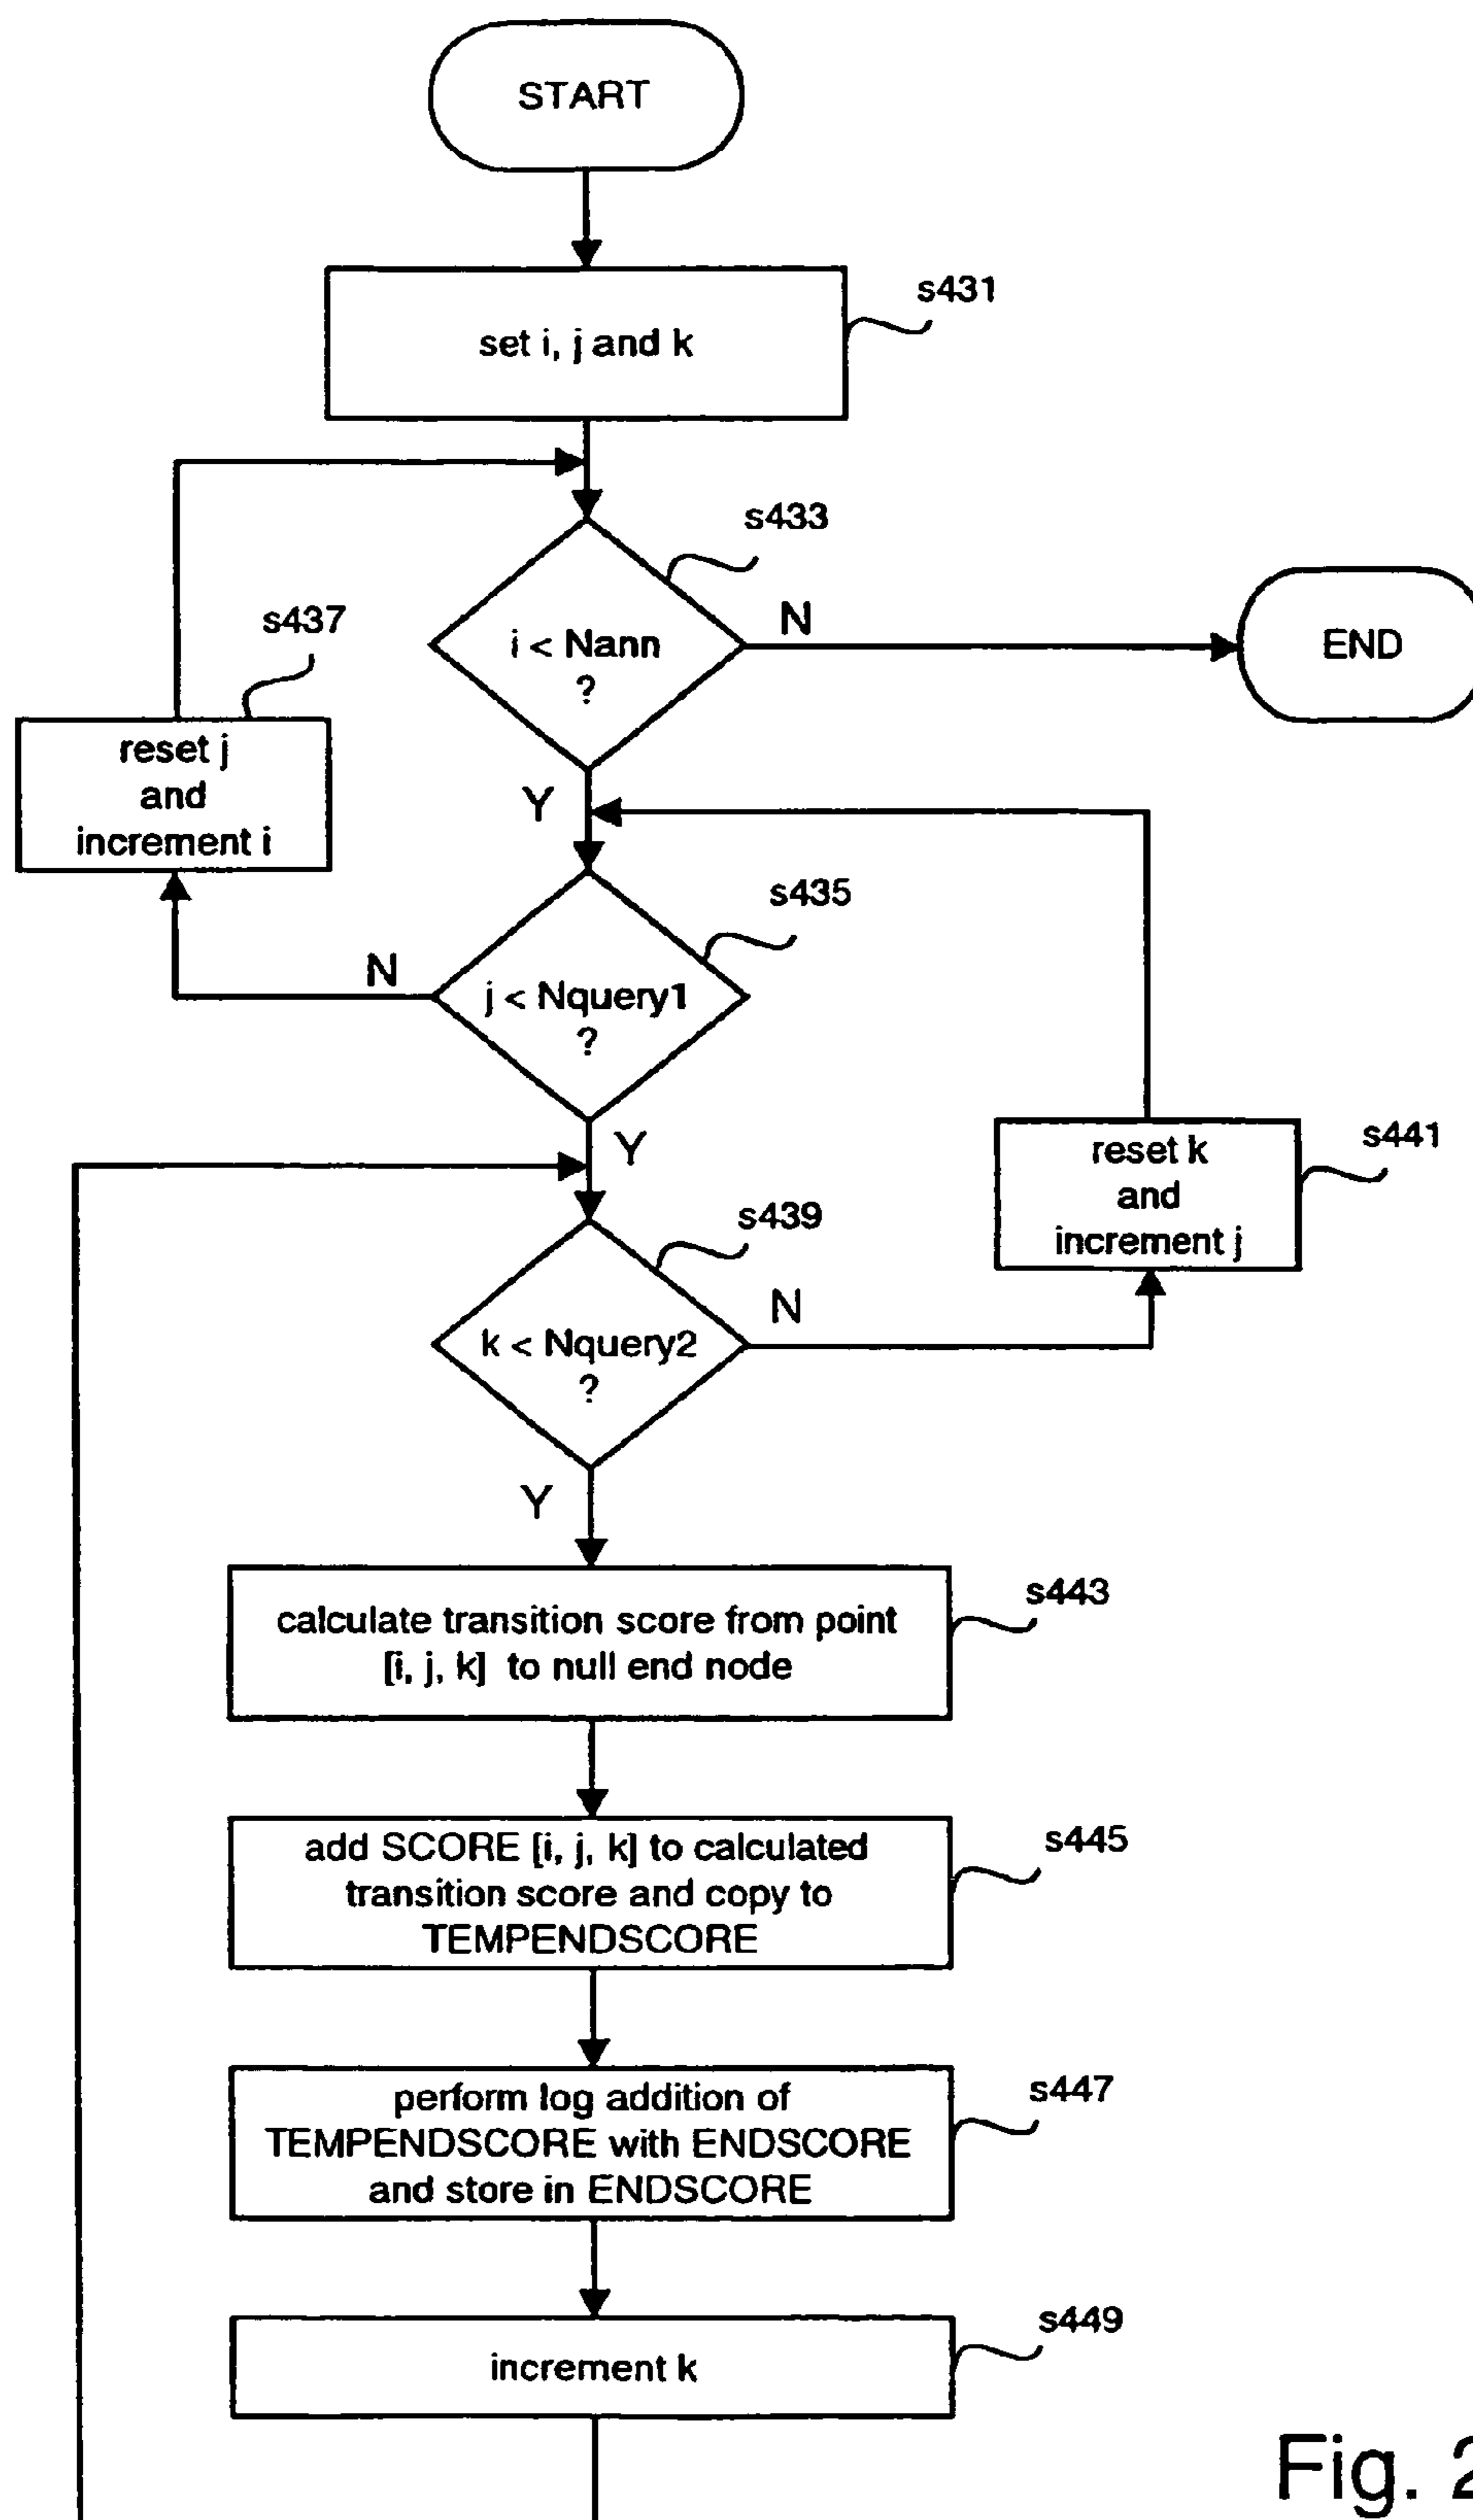 START
set i, j and k
s431
s433
i < Nann
?
N
END
s437
reset j
and
increment i
Y
s435
j < Nquery1
?
N
Y
s441
reset k
and
increment j
s439
k < Nquery2
?
N
Y
s443
calculate transition score from point
[i, j, k] to null end node
s445
add SCORE [i, j, k] to calculated
transition score and copy to
TEMPENDSCORE
s447
perform log addition of
TEMPENDSCORE with ENDSCORE
and store in ENDSCORE
s449
increment k
Fig.